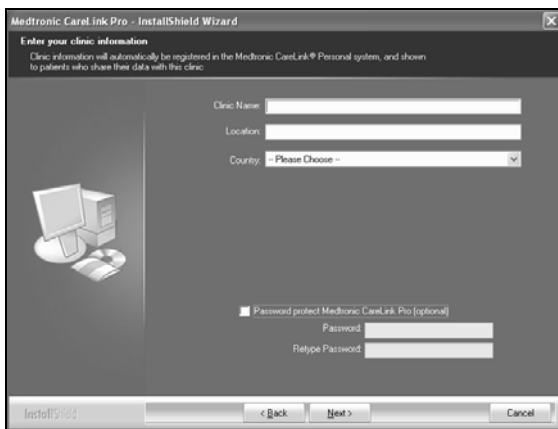 Medtronic CareLink Pro - InstallShield Wizard
Enter your clinic information
Clinic information will automatically be registered in the Medtronic CareLink® Personal system, and shown
to patients who share their data with this clinic
Clinic Name:
Location:
Country: -- Please Choose --
Password protect Medtronic CareLink Pro (optional)
Password:
Retype Password:
InstallShield
< Back Next > Cancel